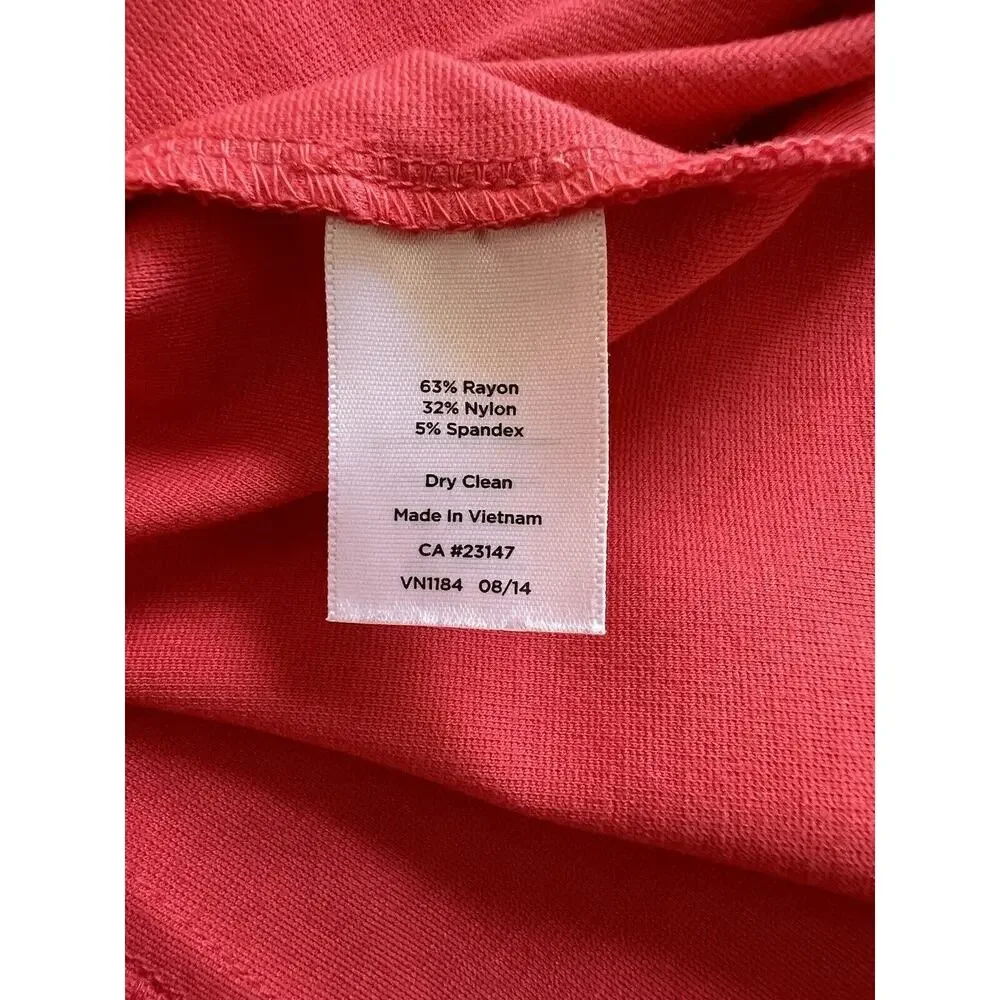 63% Rayon
32% Nylon
5% Spandex
Dry Clean
Made In Vietnam
CA #23147
VN1184 08/14